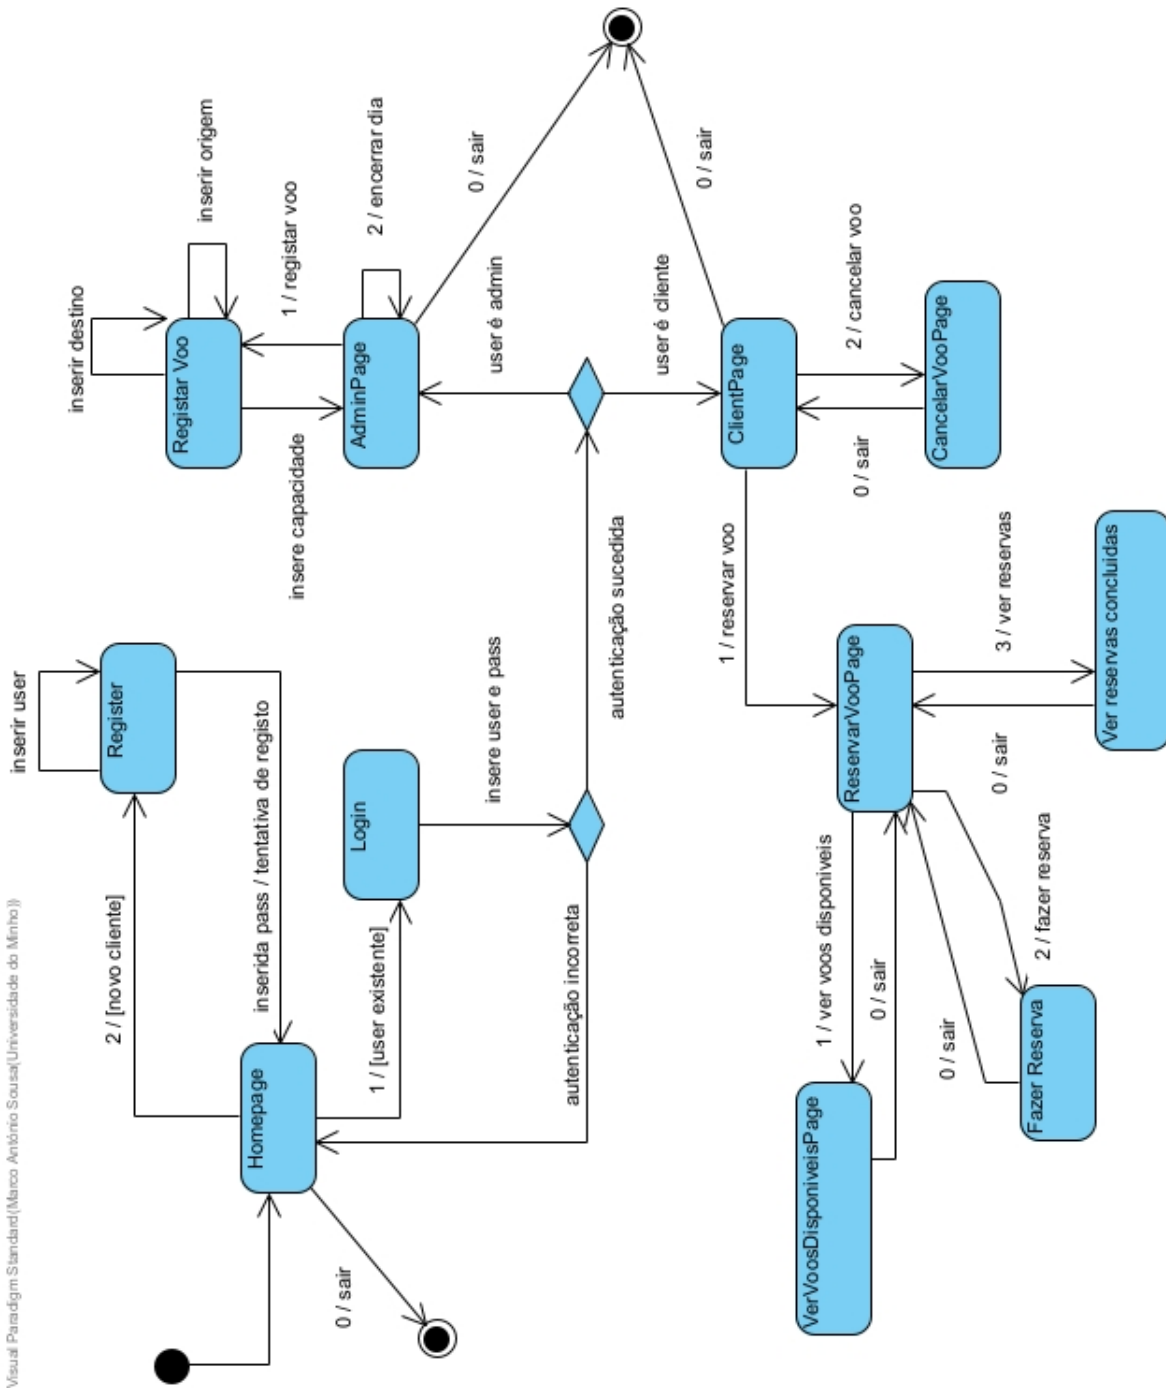 Visual Paradigm Standard(Marco António Sousa(Universidade do Minho))
inserir user
Register
2 / [novo cliente]
inserida pass / tentativa de registo
Homepage
1 / [user existente]
Login
0 / sair
insere user e pass
autenticação incorreta
autenticação sucedida
inserir destino
inserir origem
Registar Voo
1 / registar voo
insere capacidade
AdminPage
2 / encerrar dia
0 / sair
user é admin
user é cliente
0 / sair
ClientPage
2 / cancelar voo
0 / sair
CancelarVooPage
1 / reservar voo
ReservarVooPage
3 / ver reservas
0 / sair
Ver reservas concluidas
1 / ver voos disponiveis
0 / sair
VerVoosDisponiveisPage
2 / fazer reserva
0 / sair
Fazer Reserva